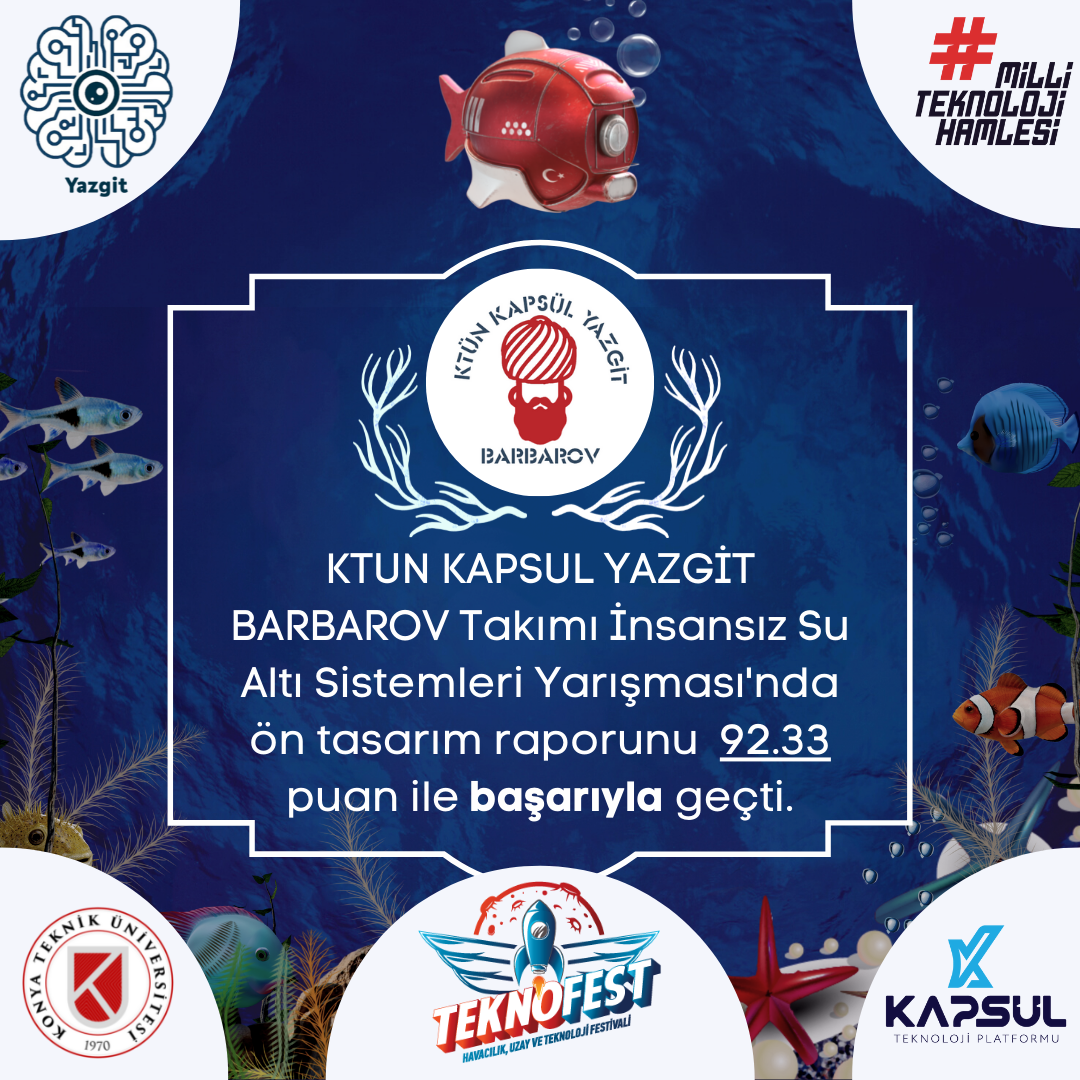 Yazgit
#MİLLİ
TEKNOLOJİ
HAMLESİ
KTÜN KAPSÜL YAZGİT
BARBAROV
KTUN KAPSUL YAZGİT
BARBAROV Takımı İnsansız Su
Altı Sistemleri Yarışması'nda
ön tasarım raporunu 92.33
puan ile başarıyla geçti.
KONYA TEKNİK ÜNİVERSİTESİ
1970
TEKNOFEST
HAVACILIK, UZAY VE TEKNOLOJİ FESTİVALİ
KAPSUL
TEKNOLOJİ PLATFORMU